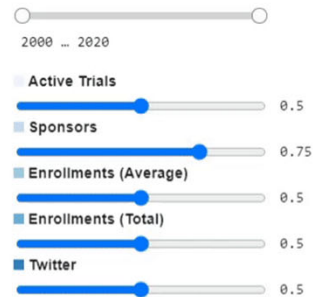 2000 … 2020
Active Trials
0.5
Sponsors
0.75
Enrollments (Average)
0.5
Enrollments (Total)
0.5
Twitter
0.5